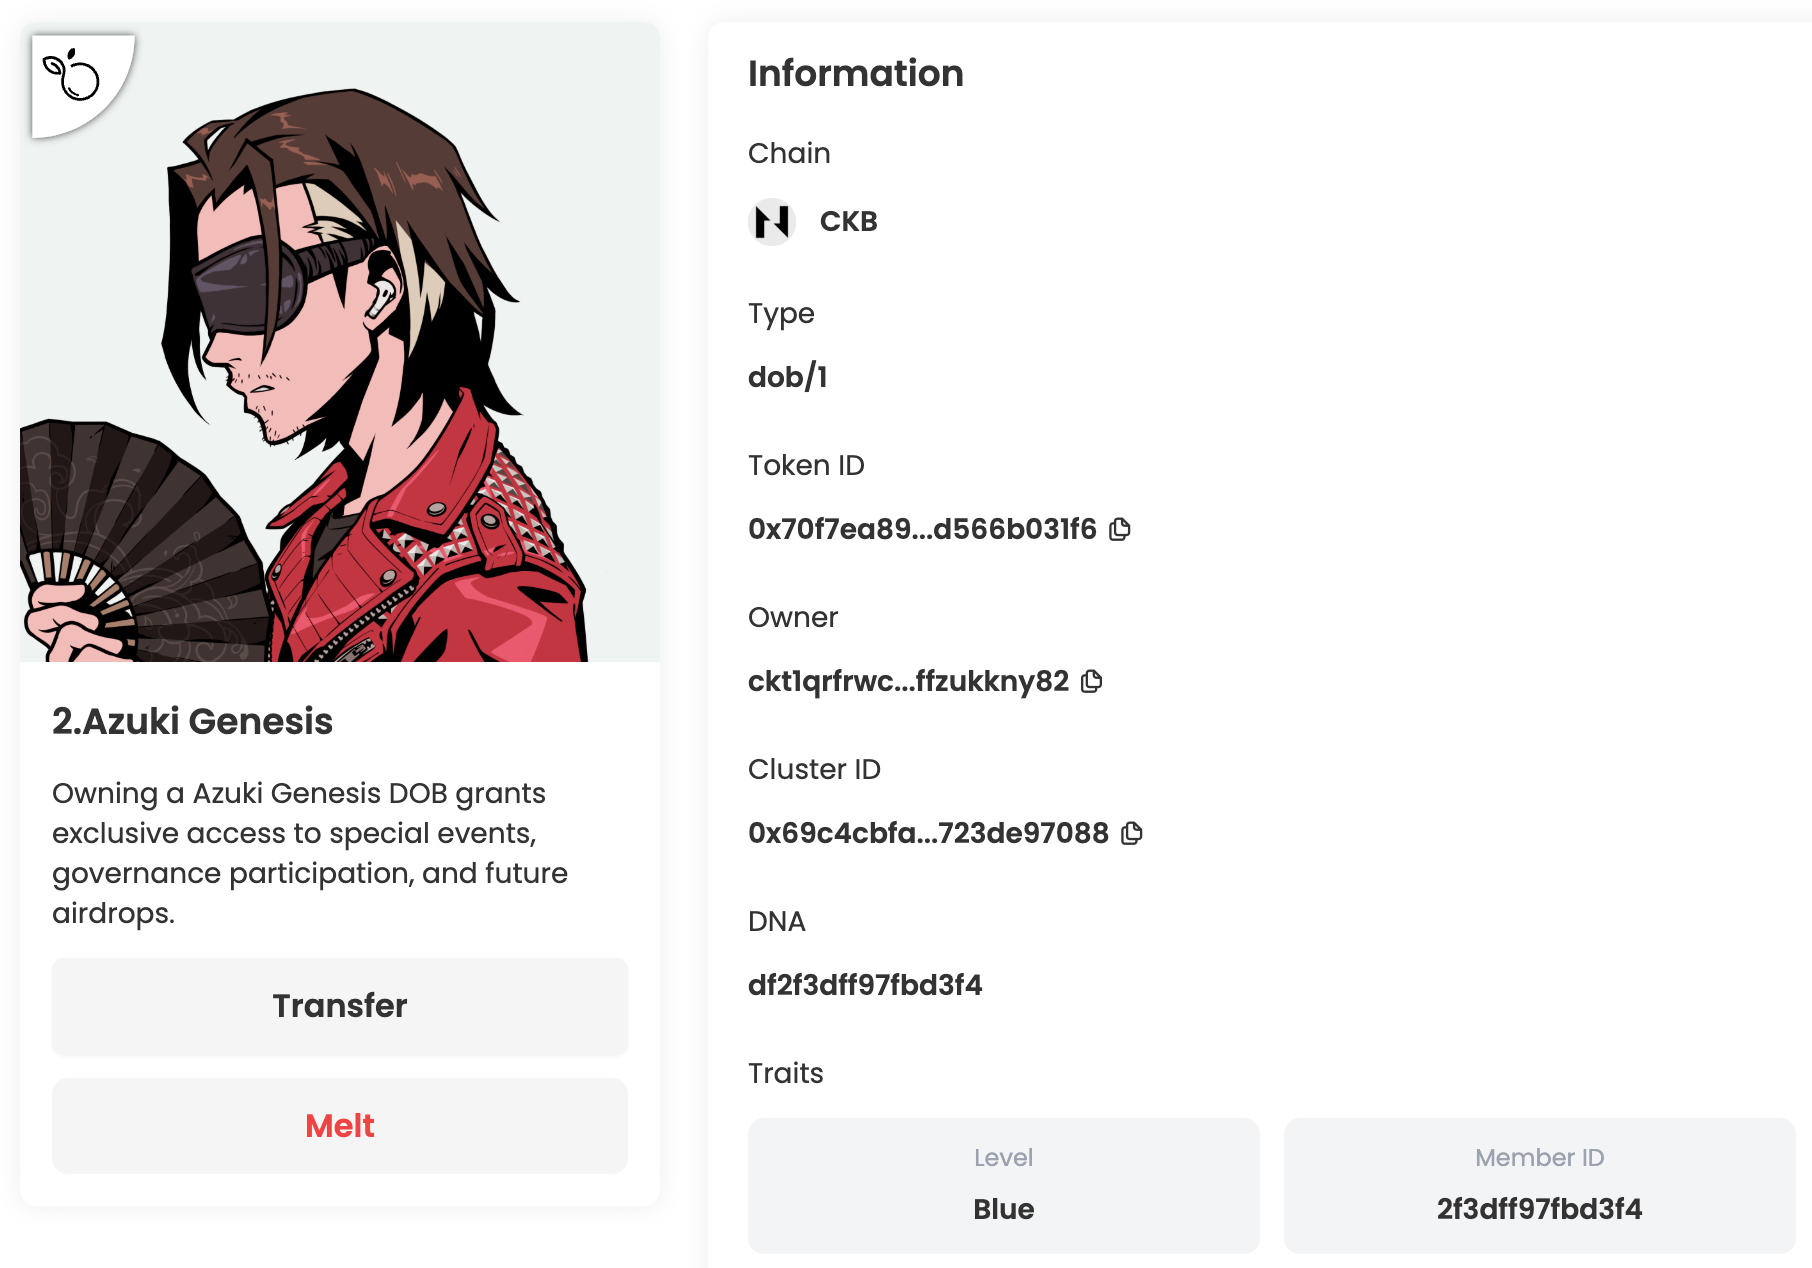 2.Azuki Genesis
Owning a Azuki Genesis DOB grants
exclusive access to special events,
governance participation, and future
airdrops.
Transfer
Melt
Information
Chain
CKB
Type
dob/1
Token ID
0x70f7ea89...d566b031f6
Owner
ckt1qrfrwc...ffzukkny82
Cluster ID
0x69c4cbfa...723de97088
DNA
df2f3dff97fbd3f4
Traits
Level
Blue
Member ID
2f3dff97fbd3f4